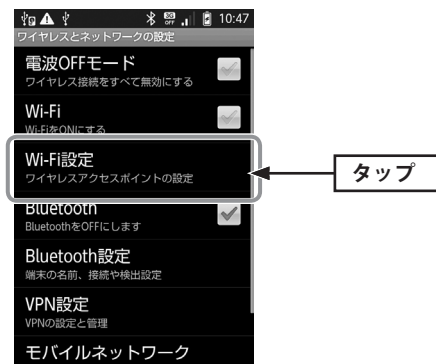 3G
OFF
10:47
ワイヤレスとネットワークの設定
電波OFFモード
ワイヤレス接続をすべて無効にする
Wi-Fi
Wi-FiをONにする
Wi-Fi設定
ワイヤレスアクセスポイントの設定
タップ
Bluetooth
BluetoothをOFFにします
Bluetooth設定
端末の名前、接続や検出設定
VPN設定
VPNの設定と管理
モバイルネットワーク